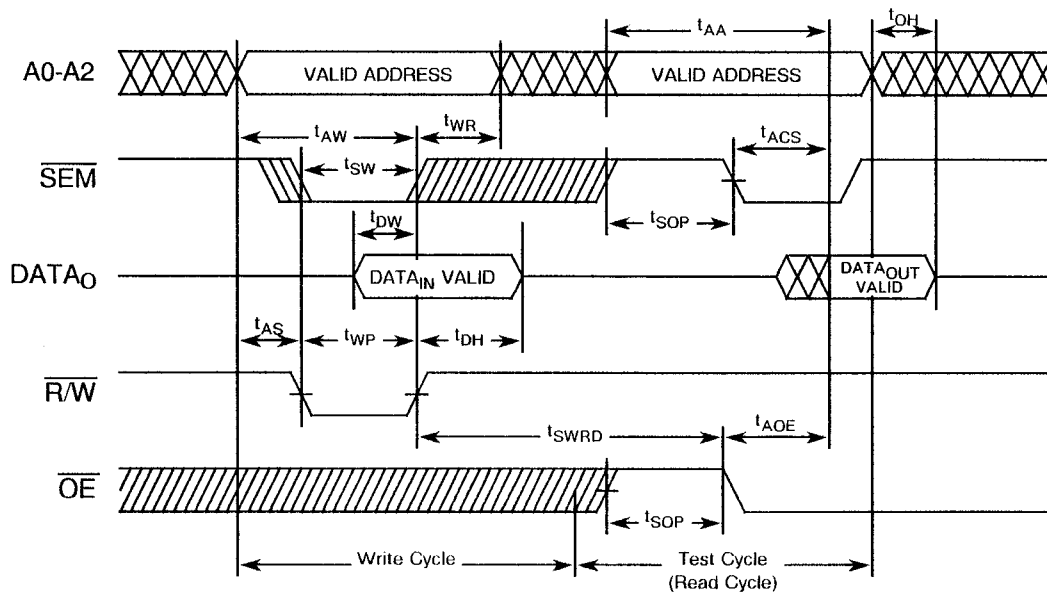 tAA
tOH
A0-A2
VALID ADDRESS
VALID ADDRESS
tAW
tWR
tACS
SEM
tSW
tSOP
tDW
DATAO
DATAIN VALID
DATAOUT
VALID
tAS
tWP
tDH
R/W
tSWRD
tAOE
OE
tSOP
Write Cycle
Test Cycle
(Read Cycle)